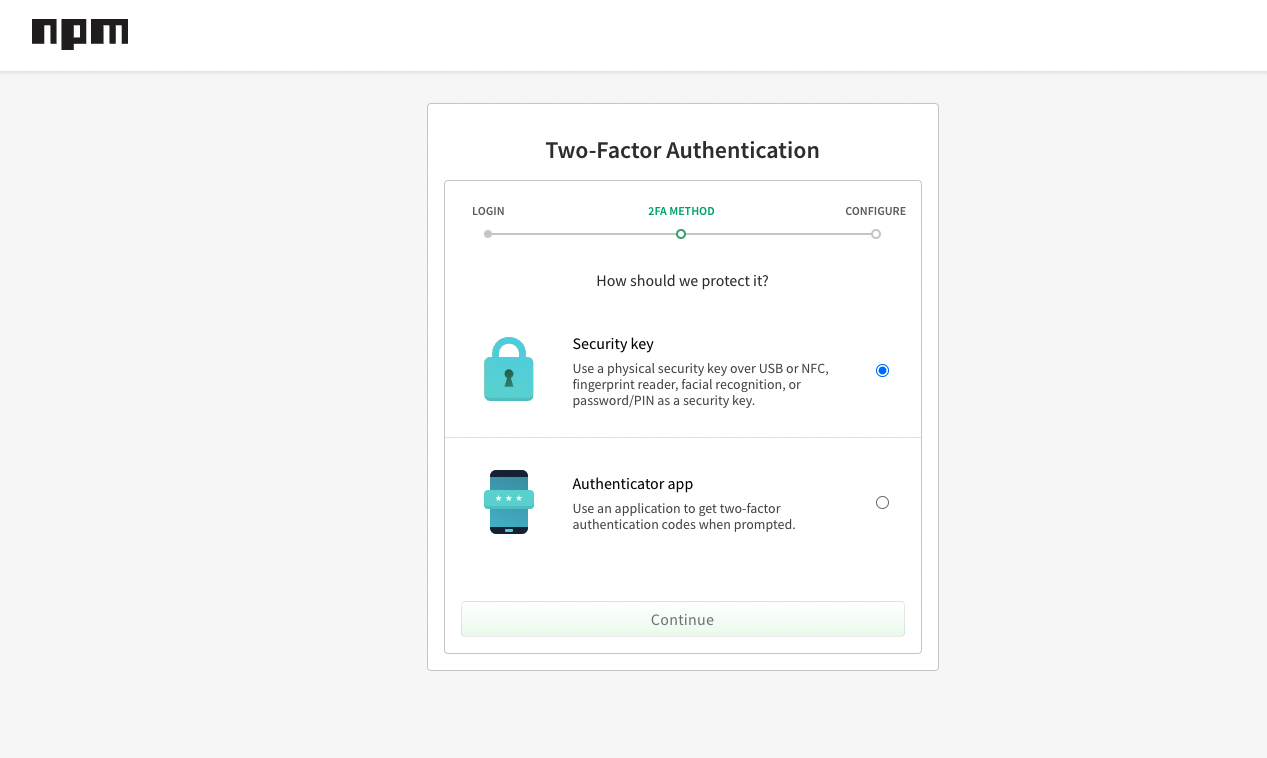 npm
Two-Factor Authentication
LOGIN
2FA METHOD
CONFIGURE
How should we protect it?
Security key
Use a physical security key over USB or NFC,
fingerprint reader, facial recognition, or
password/PIN as a security key.
Authenticator app
Use an application to get two-factor
authentication codes when prompted.
Continue